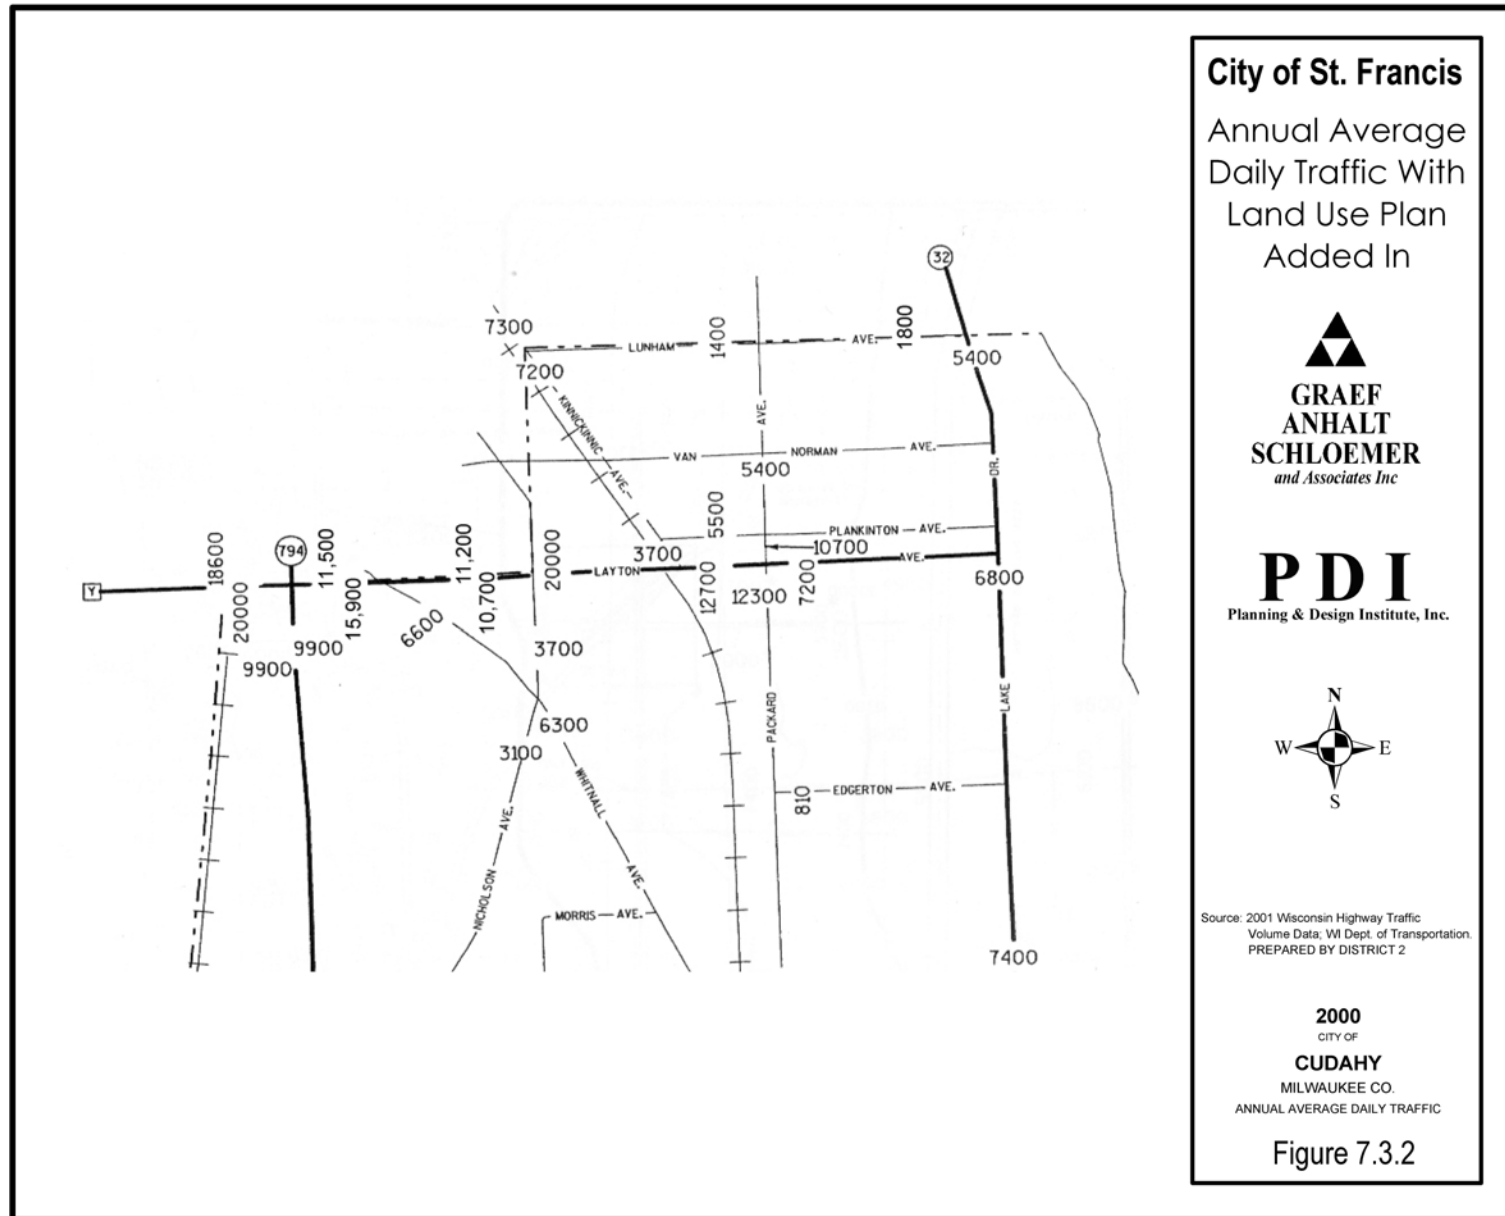 City of St. Francis
Annual Average
Daily Traffic With
Land Use Plan
Added In
GRAEF
ANHALT
SCHLOEMER
and Associates Inc
PDI
Planning & Design Institute, Inc.
N
W E
S
Source: 2001 Wisconsin Highway Traffic
Volume Data; WI Dept. of Transportation.
PREPARED BY DISTRICT 2
2000
CITY OF
CUDAHY
MILWAUKEE CO.
ANNUAL AVERAGE DAILY TRAFFIC
Figure 7.3.2
32
7300
LUNHAM
1400
AVE.
1800
5400
7200
KINNICKINNIC AVE.
AVE.
VAN NORMAN AVE.
5400
DR.
5500
PLANKINTON AVE.
10700
3700
18600
794
11,500
11,200
20000
LAYTON
AVE.
Y
20000
15,900
6600
10,700
12700
12300
7200
6800
9900
9900
3700
LAKE
PACKARD
6300
3100
WHITNALL
AVE.
810
EDGERTON AVE.
NICHOLSON AVE.
MORRIS AVE.
7400